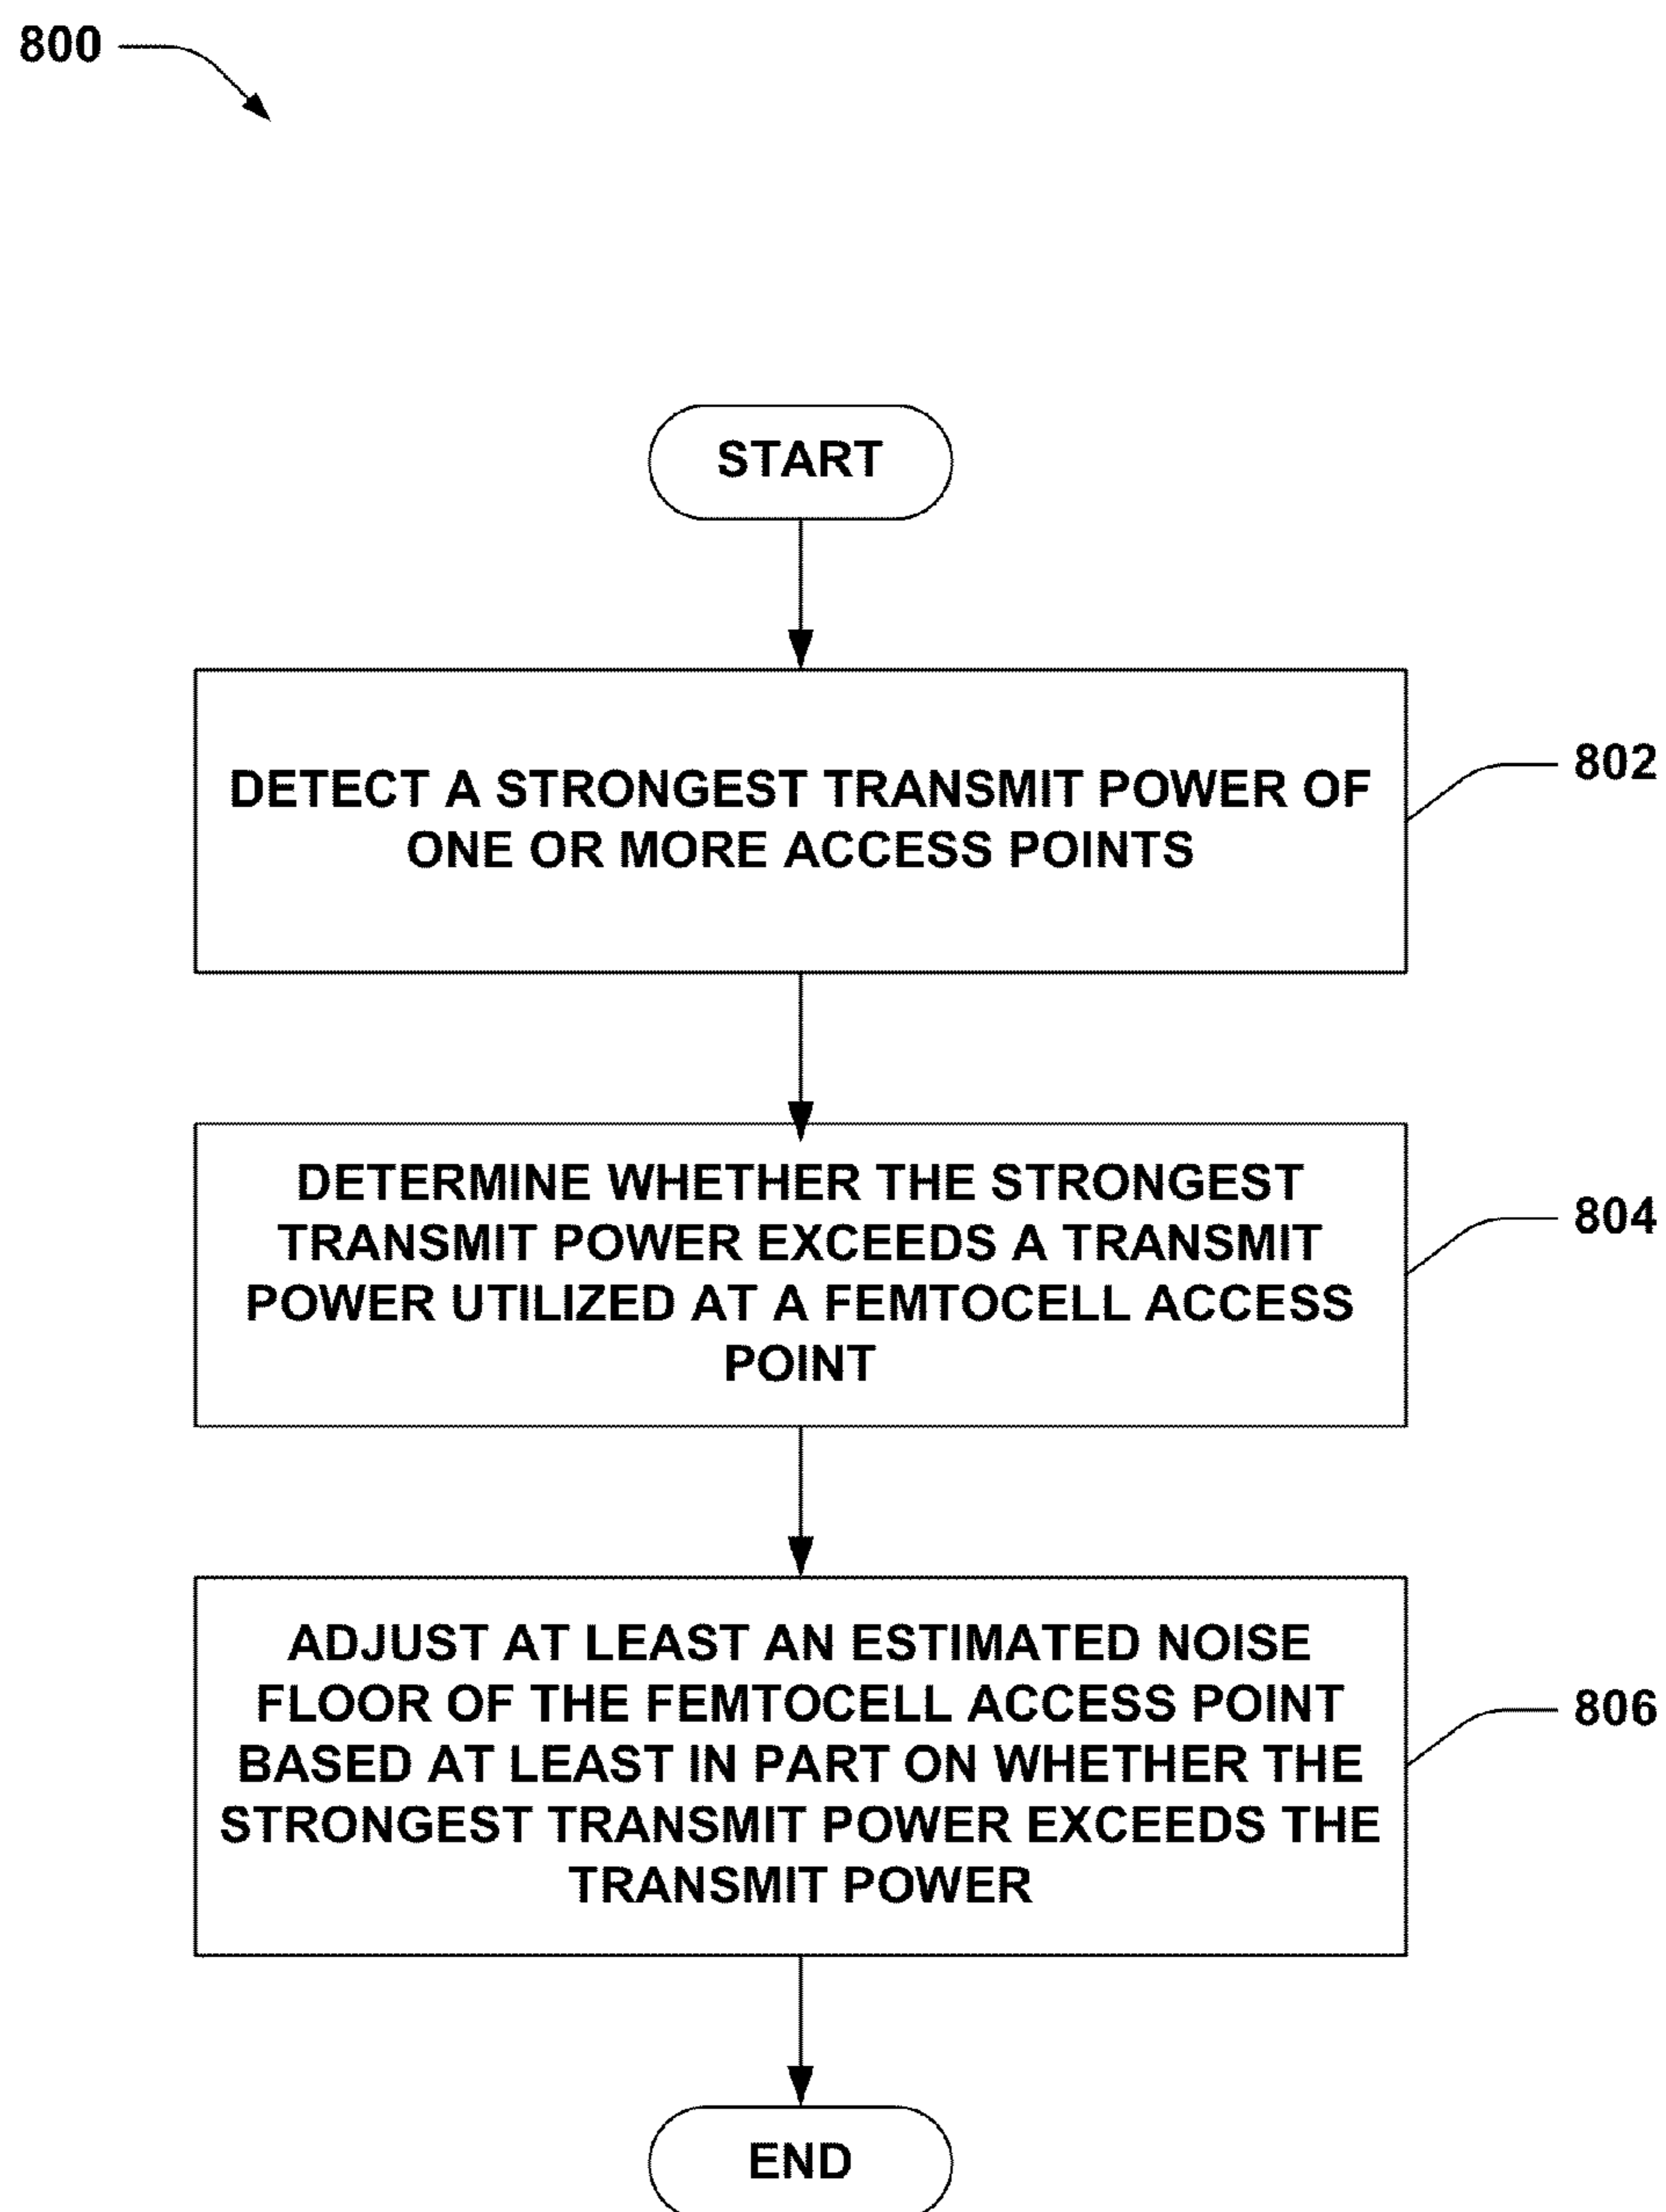 800
START
DETECT A STRONGEST TRANSMIT POWER OF
ONE OR MORE ACCESS POINTS
802
DETERMINE WHETHER THE STRONGEST
TRANSMIT POWER EXCEEDS A TRANSMIT
POWER UTILIZED AT A FEMTOCELL ACCESS
POINT
804
ADJUST AT LEAST AN ESTIMATED NOISE
FLOOR OF THE FEMTOCELL ACCESS POINT
BASED AT LEAST IN PART ON WHETHER THE
STRONGEST TRANSMIT POWER EXCEEDS THE
TRANSMIT POWER
806
END